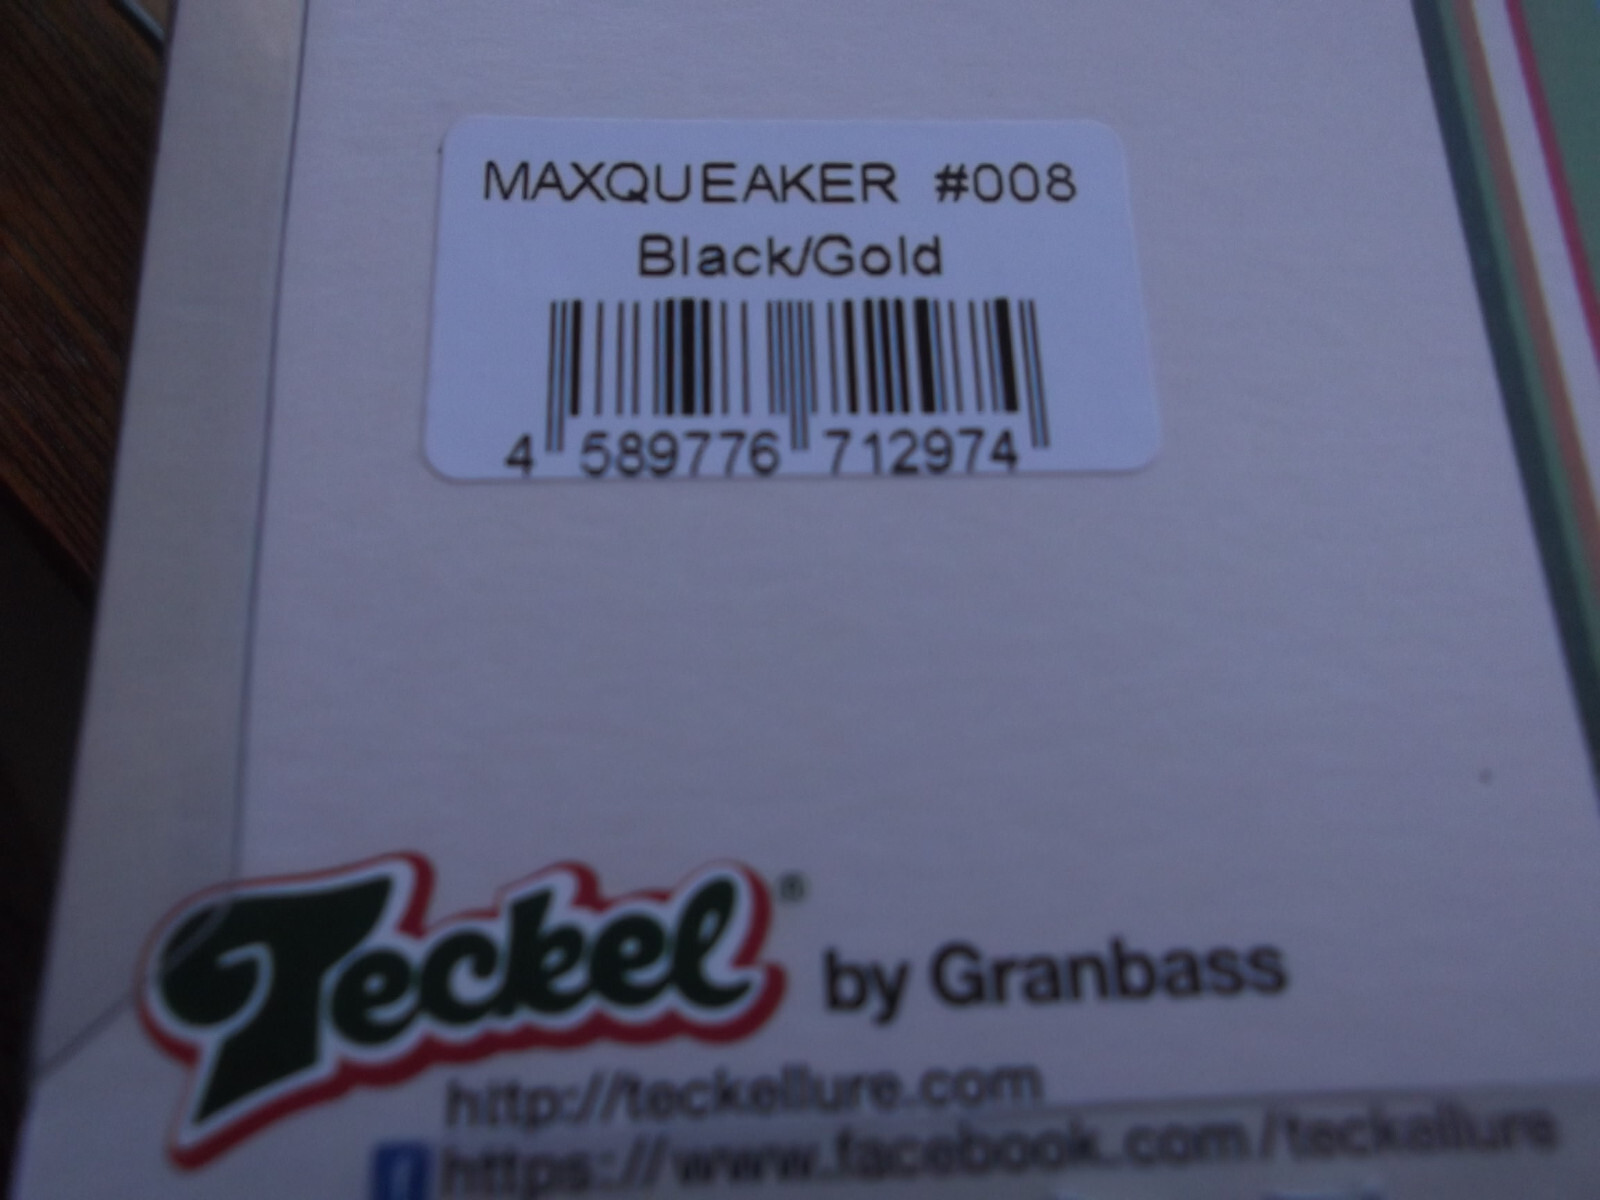 MAXQUEAKER #008
Black/Gold
4 589776 712974
Teckel®
by Granbass
http://teckellure.com
f https://www.facebook.com/teckellure